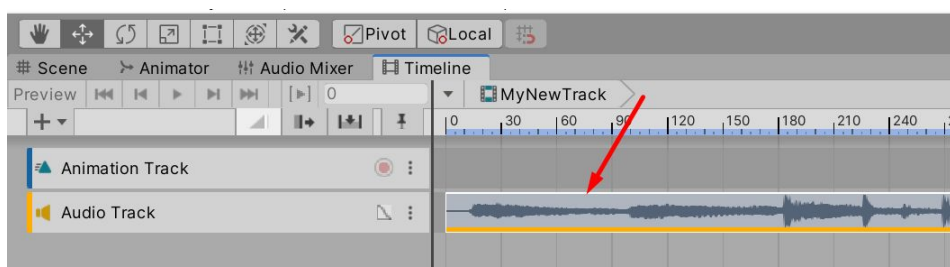 Pivot Local
Scene Animator Audio Mixer Timeline
Preview 0 MyNewTrack
0 30 60 90 120 150 180 210 240
Animation Track
Audio Track